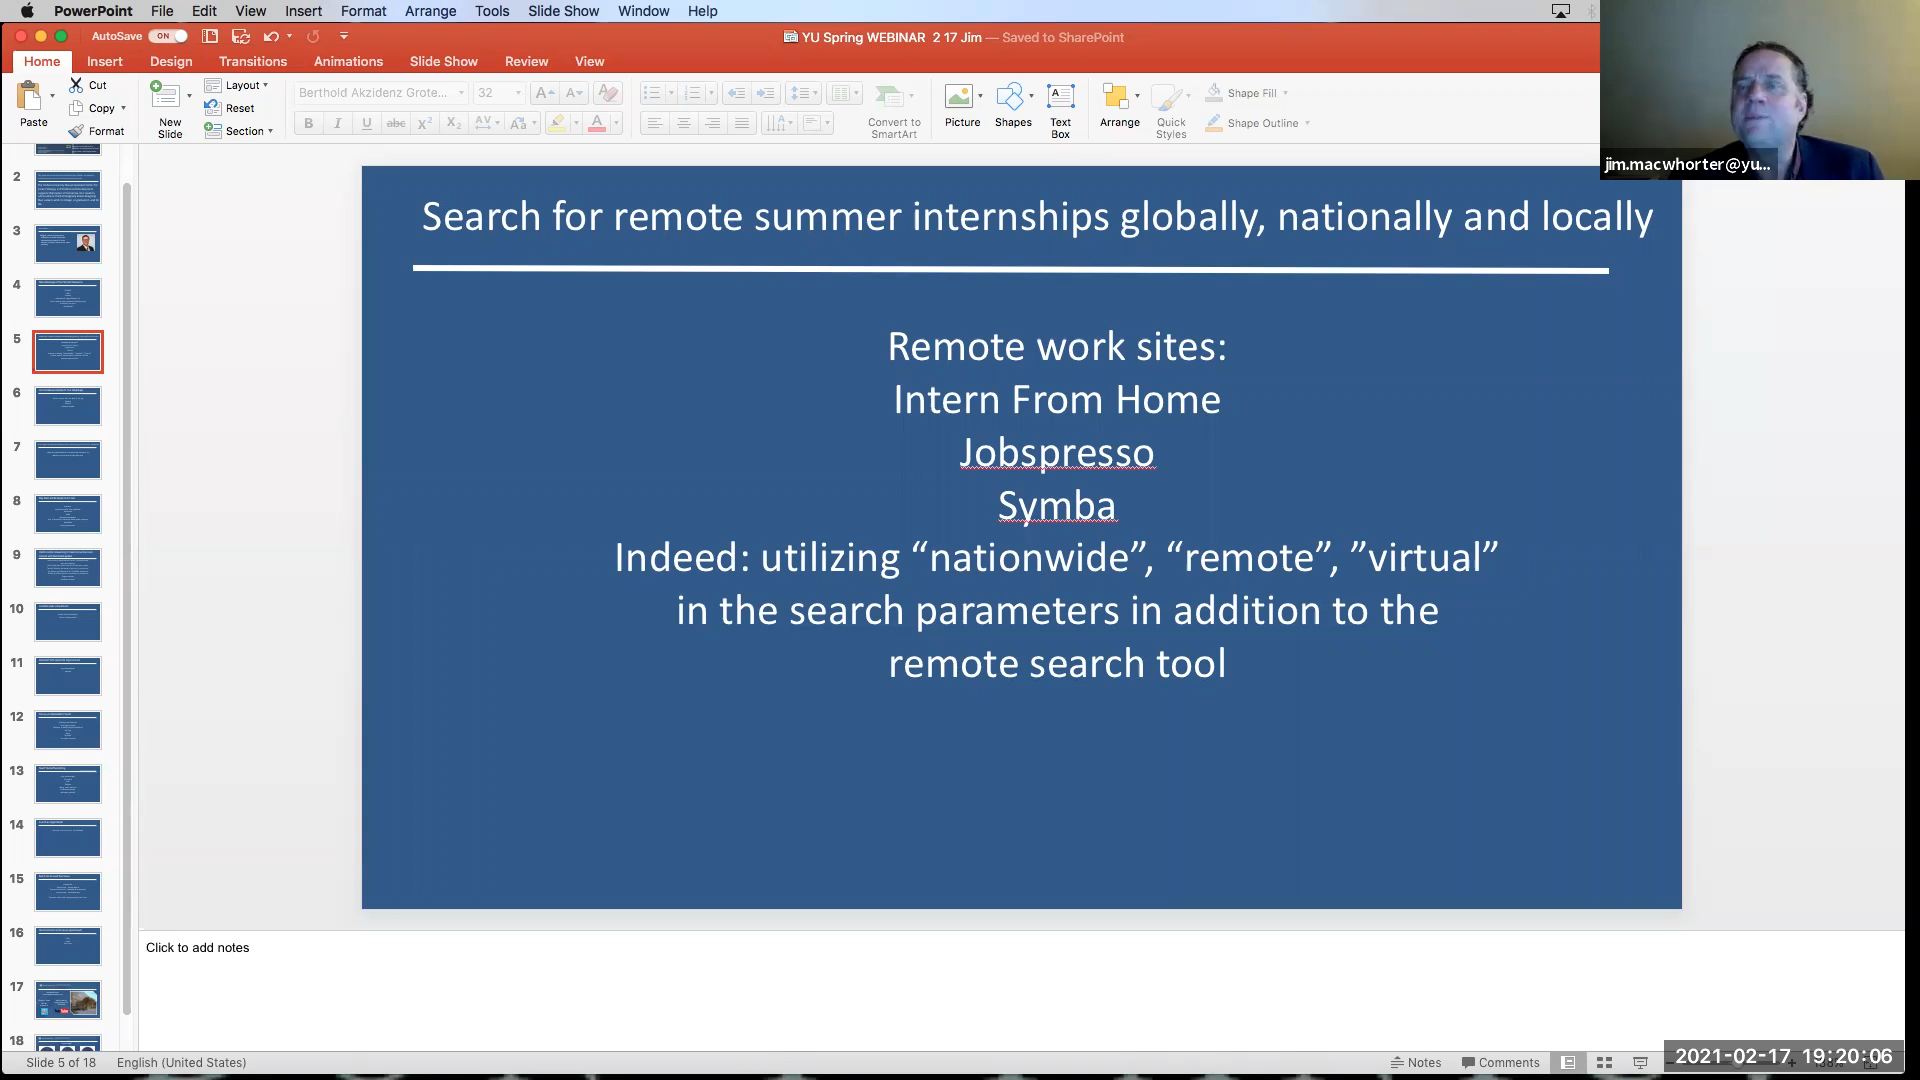 PowerPoint File Edit View Insert Format Arrange Tools Slide Show Window Help
AutoSave ON YU Spring WEBINAR 2 17 Jim — Saved to SharePoint
Home Insert Design Transitions Animations Slide Show Review View
Paste
Cut
Copy
Format
New Slide
Layout
Reset
Section
Berthold Akzidenz Grote... 32
Convert to SmartArt
Picture
Shapes
Text Box
Arrange
Quick Styles
Shape Fill
Shape Outline
jim.macwhorter@yu...
2
3
4
5
6
7
8
9
10
11
12
13
14
15
16
17
18
Search for remote summer internships globally, nationally and locally
Remote work sites:
Intern From Home
Jobspresso
Symba
Indeed: utilizing “nationwide”, “remote”, ”virtual”
in the search parameters in addition to the
remote search tool
Click to add notes
Slide 5 of 18 English (United States) Notes Comments
2021-02-17 19:20:06